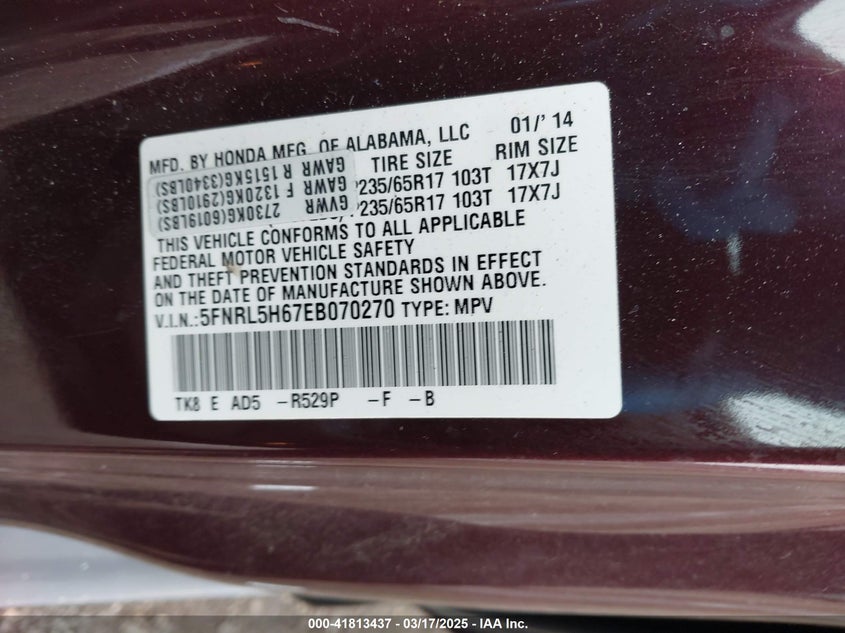 MFD. BY HONDA MFG. OF ALABAMA, LLC 01/'14
TIRE SIZE RIM SIZE
235/65R17 103T 17X7J
235/65R17 103T 17X7J
GVWR 2730KG(6019LBS)
GAWR F 1320KG(2910LBS)
GAWR R 1515KG(3340LBS)
THIS VEHICLE CONFORMS TO ALL APPLICABLE
FEDERAL MOTOR VEHICLE SAFETY
AND THEFT PREVENTION STANDARDS IN EFFECT
ON THE DATE OF MANUFACTURE SHOWN ABOVE.
V.I.N.:5FNRL5H67EB070270 TYPE: MPV
TK8 E AD5 -R529P -F -B
000-41813437 - 03/17/2025 - IAA Inc.